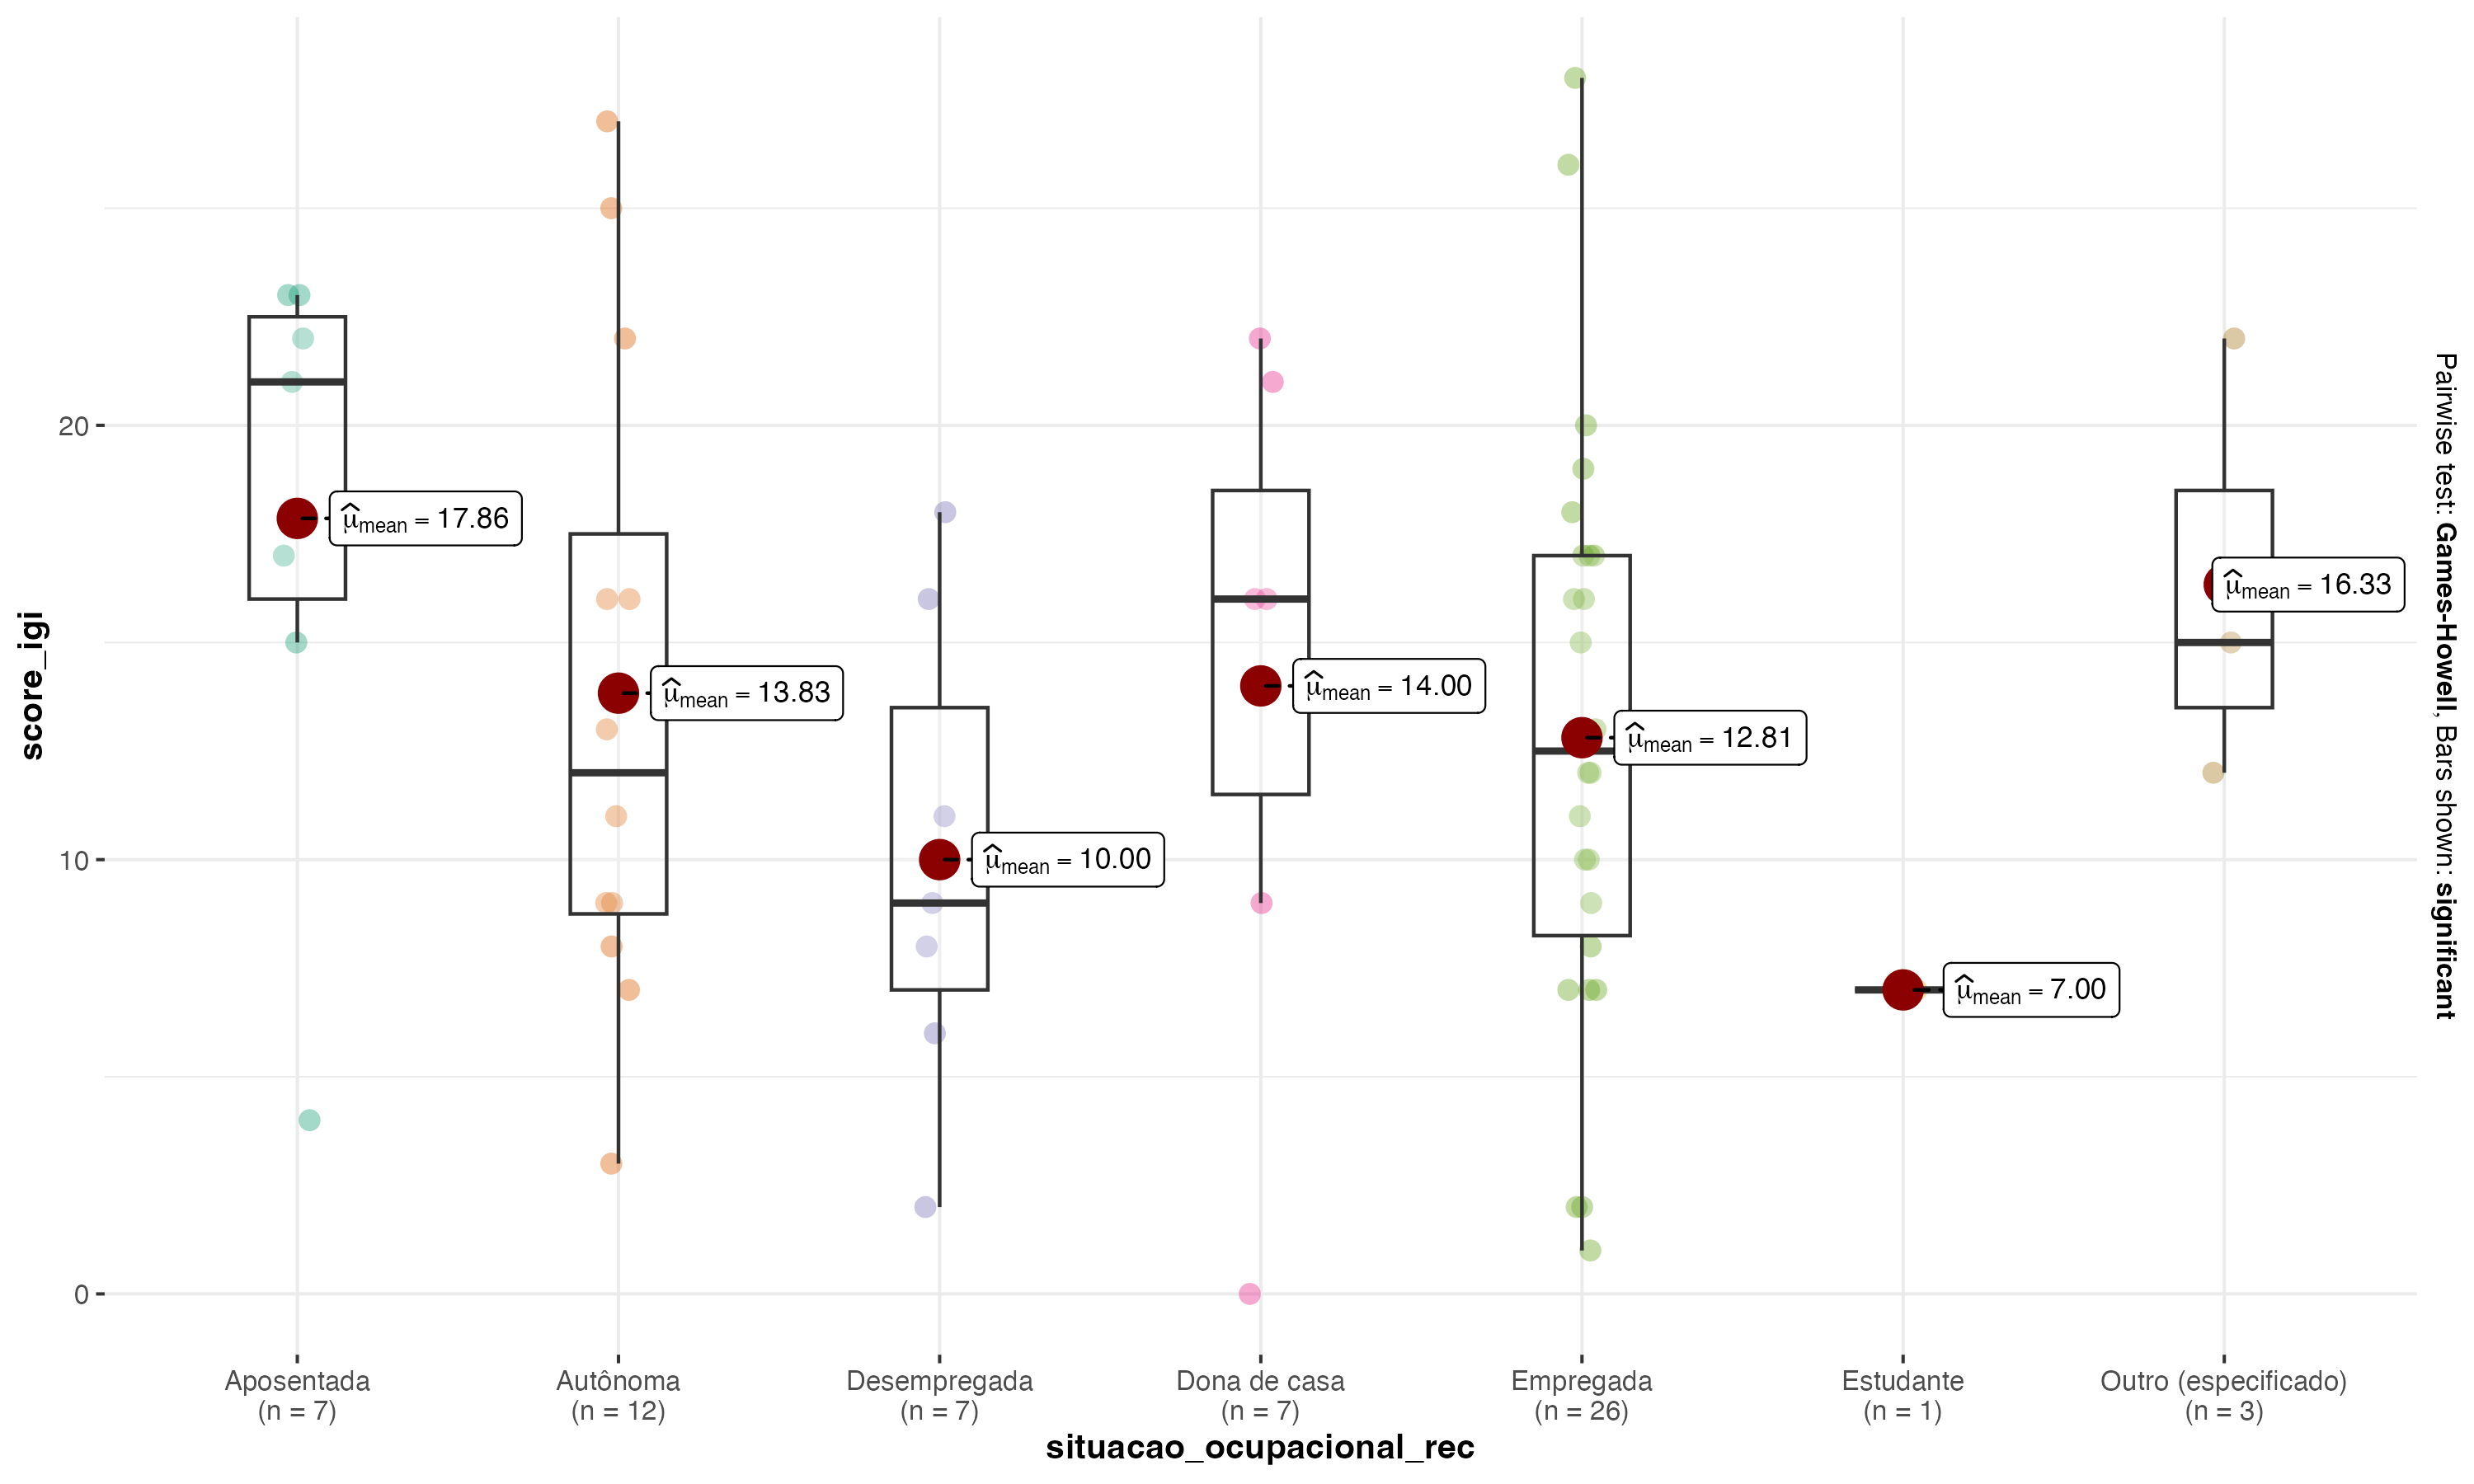 score_igi
20
10
0
μ̂mean = 17.86
μ̂mean = 13.83
μ̂mean = 10.00
μ̂mean = 14.00
μ̂mean = 12.81
μ̂mean = 7.00
μ̂mean = 16.33
Aposentada
(n = 7)
Autônoma
(n = 12)
Desempregada
(n = 7)
Dona de casa
(n = 7)
Empregada
(n = 26)
Estudante
(n = 1)
Outro (especificado)
(n = 3)
situacao_ocupacional_rec
Pairwise test: Games-Howell, Bars shown: significant